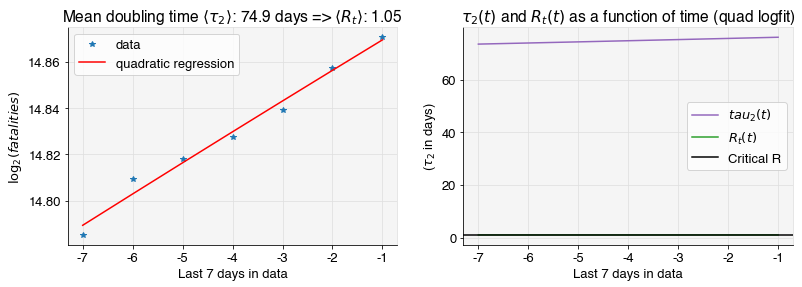 Mean doubling time ⟨τ₂⟩: 74.9 days => ⟨Rₜ⟩: 1.05
data
quadratic regression
14.86
14.84
14.82
14.80
log₂(fatalities)
-7 -6 -5 -4 -3 -2 -1
Last 7 days in data
τ₂(t) and Rₜ(t) as a function of time (quad logfit)
tau₂(t)
Rₜ(t)
Critical R
60
40
20
0
(τ₂ in days)
-7 -6 -5 -4 -3 -2 -1
Last 7 days in data